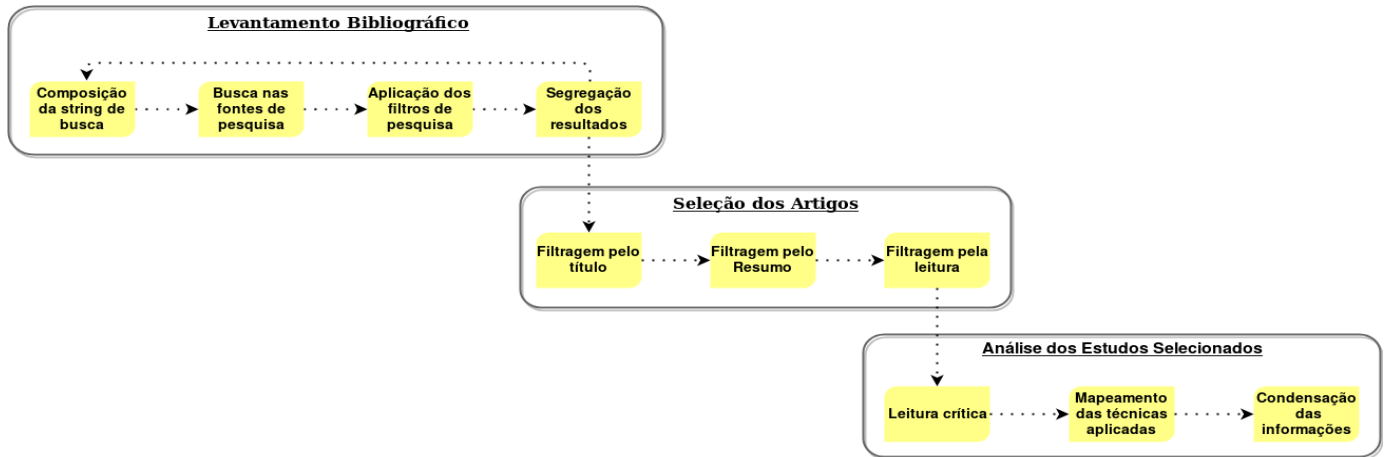 Levantamento Bibliográfico
Composição
da string de
busca
Busca nas
fontes de
pesquisa
Aplicação dos
filtros de
pesquisa
Segregação
dos
resultados
Seleção dos Artigos
Filtragem pelo
título
Filtragem pelo
Resumo
Filtragem pela
leitura
Análise dos Estudos Selecionados
Leitura crítica
Mapeamento
das técnicas
aplicadas
Condensação
das
informações